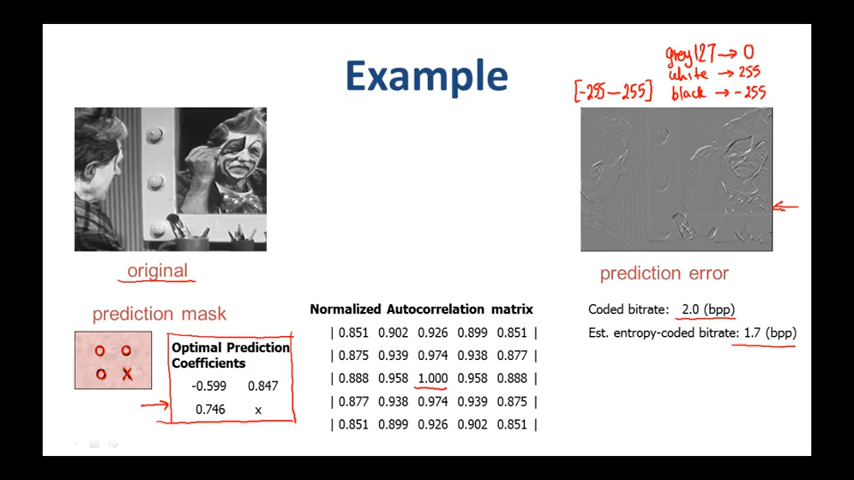 Example
grey 127 → 0
white → 255
black → -255
[-255 — 255]
original
prediction error
prediction mask
o o
o x
Optimal Prediction
Coefficients
-0.599 0.847
0.746 x
Normalized Autocorrelation matrix
| 0.851 0.902 0.926 0.899 0.851 |
| 0.875 0.939 0.974 0.938 0.877 |
| 0.888 0.958 1.000 0.958 0.888 |
| 0.877 0.938 0.974 0.939 0.875 |
| 0.851 0.899 0.926 0.902 0.851 |
Coded bitrate: 2.0 (bpp)
Est. entropy-coded bitrate: 1.7 (bpp)